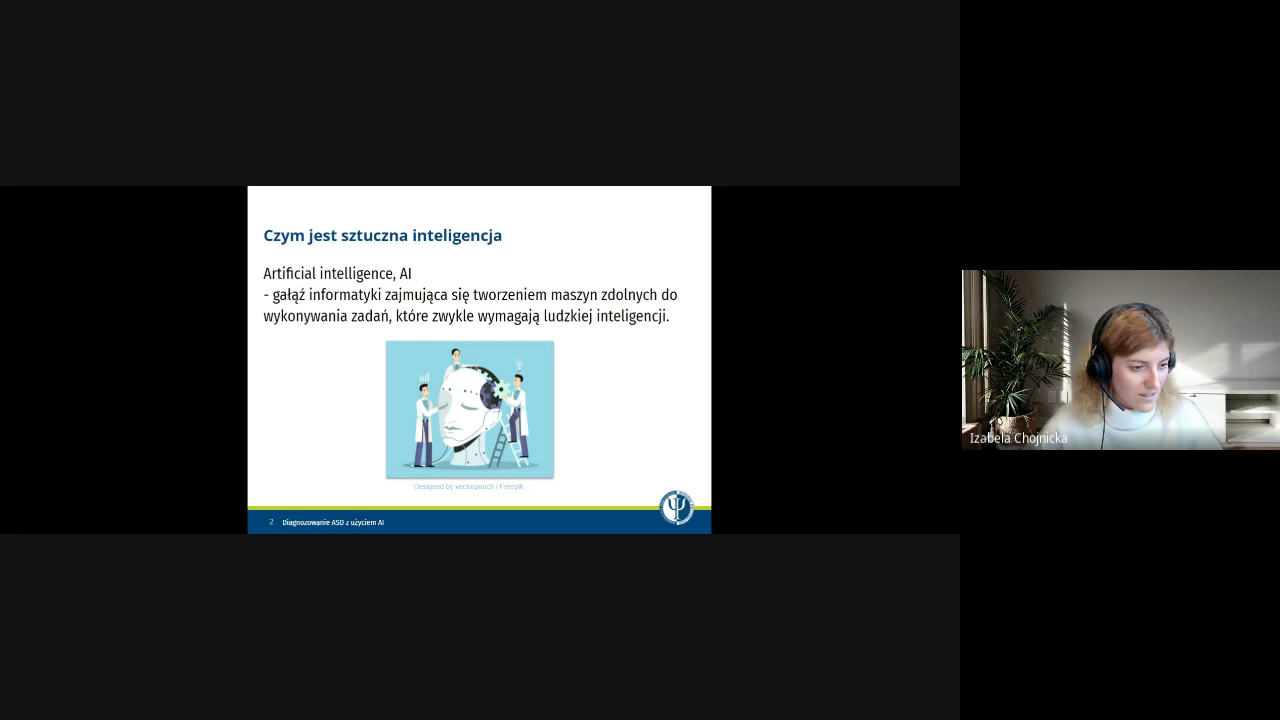 Czym jest sztuczna inteligencja
Artificial intelligence, AI
- gałąź informatyki zajmująca się tworzeniem maszyn zdolnych do
wykonywania zadań, które zwykle wymagają ludzkiej inteligencji.
Designed by vectorpouch / Freepik
2 Diagnozowanie ASD z użyciem AI
Izabela Chojnicka